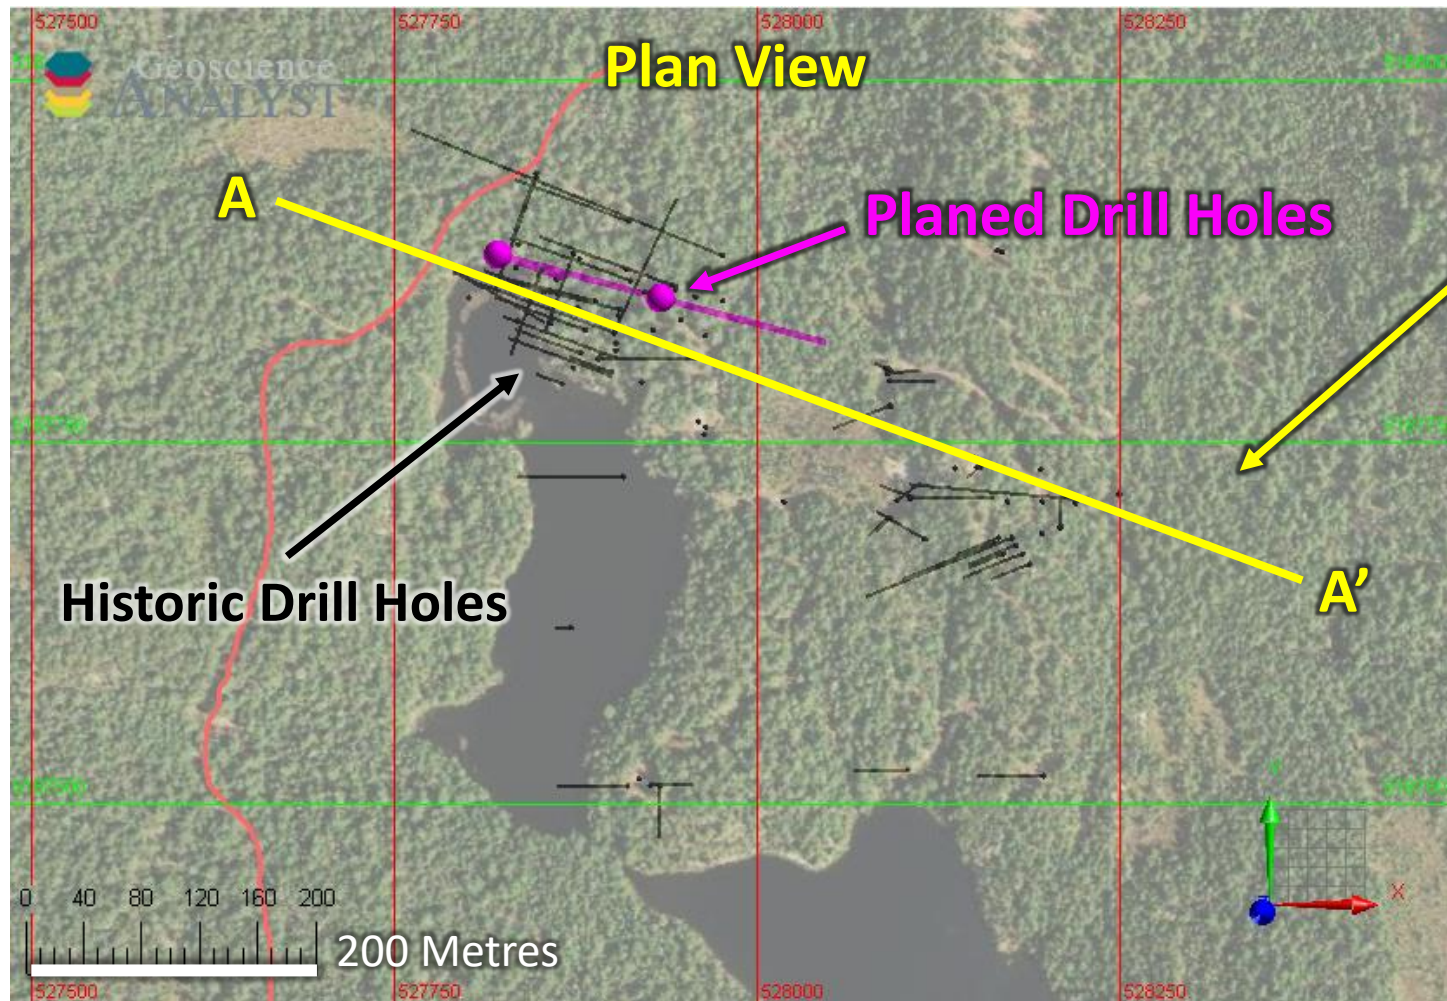 527500
527750
528000
528250
Geoscience
ANALYST
Plan View
A
Planed Drill Holes
Historic Drill Holes
A’
Y
X
0 40 80 120 160 200
200 Metres
527500
527750
528000
528250